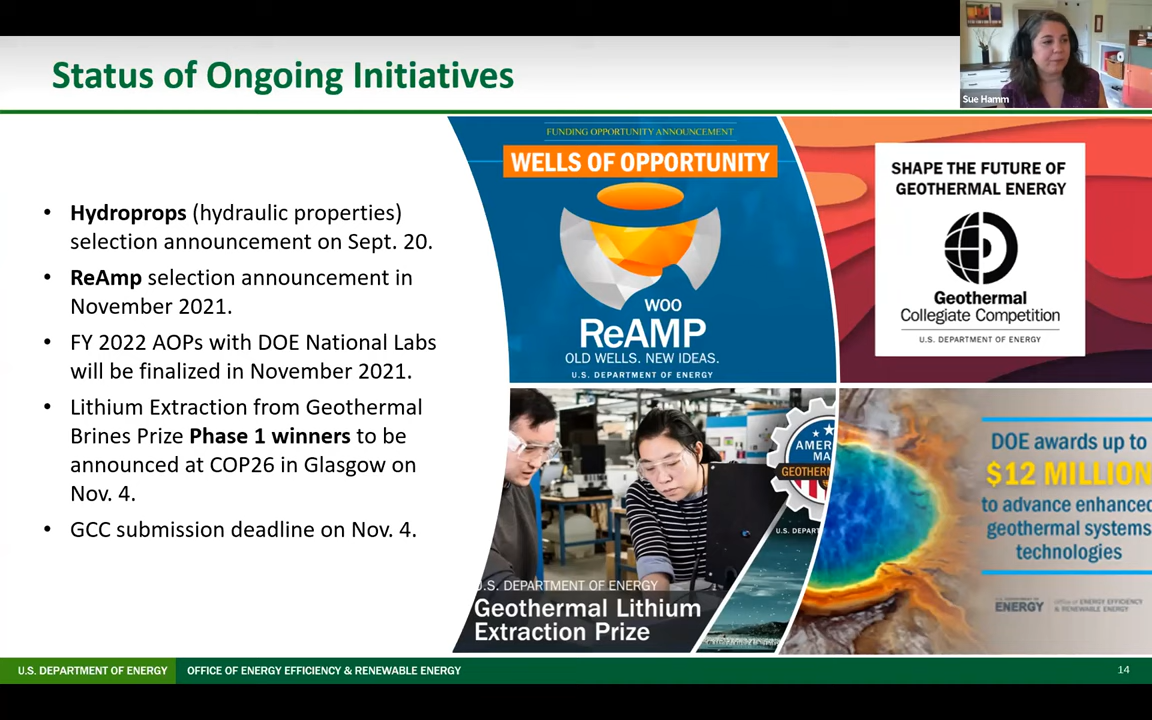 Status of Ongoing Initiatives
Sue Hamm
• Hydroprops (hydraulic properties)
selection announcement on Sept. 20.
• ReAmp selection announcement in
November 2021.
• FY 2022 AOPs with DOE National Labs
will be finalized in November 2021.
• Lithium Extraction from Geothermal
Brines Prize Phase 1 winners to be
announced at COP26 in Glasgow on
Nov. 4.
• GCC submission deadline on Nov. 4.
FUNDING OPPORTUNITY ANNOUNCEMENT
WELLS OF OPPORTUNITY
WOO
ReAMP
OLD WELLS. NEW IDEAS.
U.S. DEPARTMENT OF ENERGY
SHAPE THE FUTURE OF
GEOTHERMAL ENERGY
Geothermal
Collegiate Competition
U.S. DEPARTMENT OF ENERGY
U.S. DEPARTMENT OF ENERGY
Geothermal Lithium
Extraction Prize
DOE awards up to
$12 MILLION
to advance enhanced
geothermal systems
technologies
ENERGY
Office of ENERGY EFFICIENCY
& RENEWABLE ENERGY
U.S. DEPARTMENT OF ENERGY
OFFICE OF ENERGY EFFICIENCY & RENEWABLE ENERGY
14